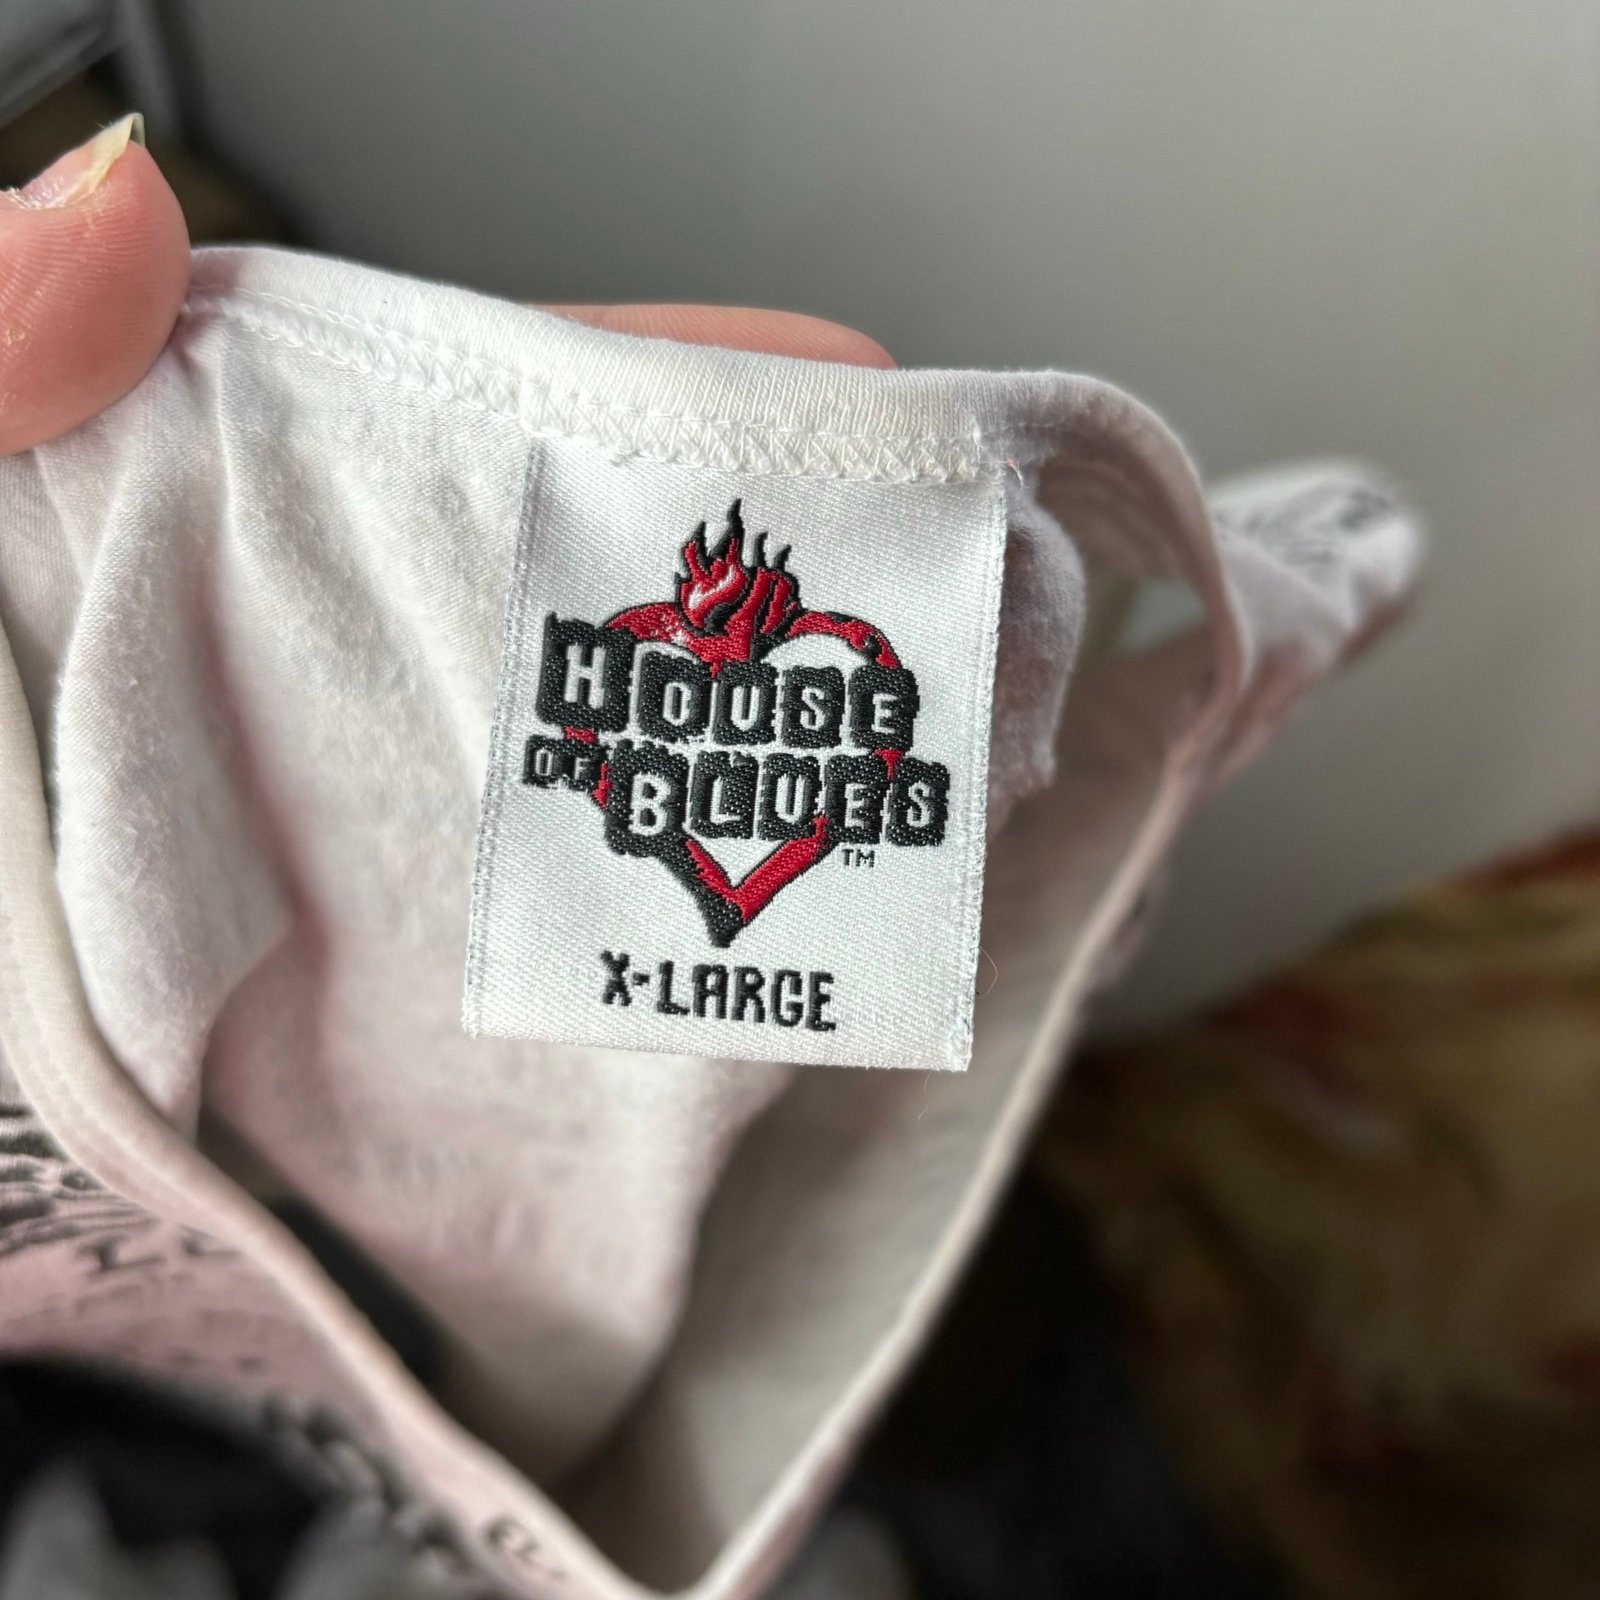 HOUSE
OF BLUES
TM
X-LARGE